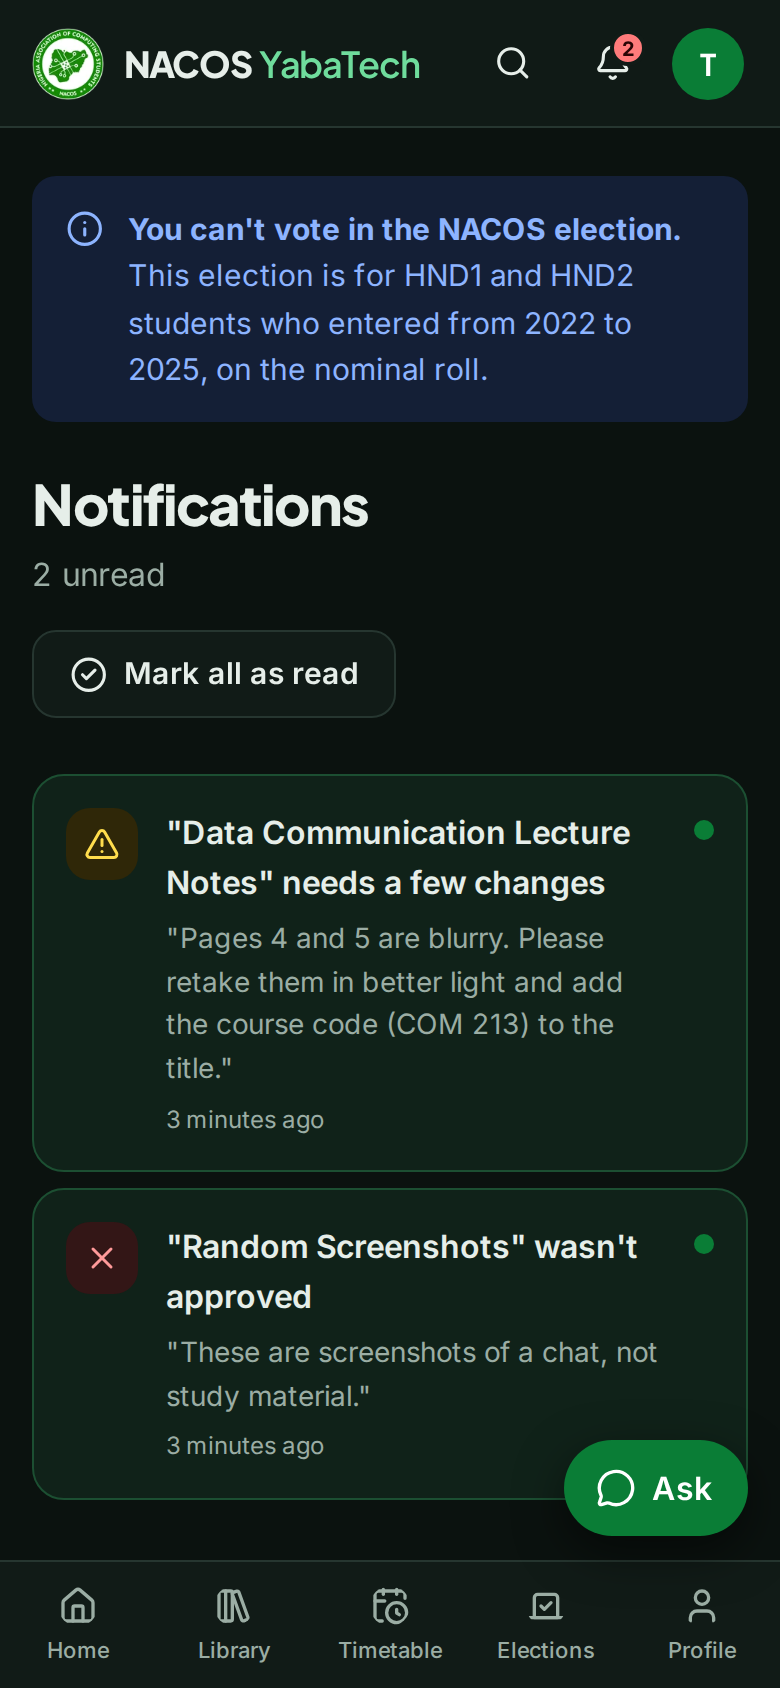 NACOS YabaTech
2
T
You can't vote in the NACOS election.
This election is for HND1 and HND2
students who entered from 2022 to
2025, on the nominal roll.
Notifications
2 unread
Mark all as read
"Data Communication Lecture
Notes" needs a few changes
"Pages 4 and 5 are blurry. Please
retake them in better light and add
the course code (COM 213) to the
title."
3 minutes ago
"Random Screenshots" wasn't
approved
"These are screenshots of a chat, not
study material."
3 minutes ago
Ask
Home
Library
Timetable
Elections
Profile